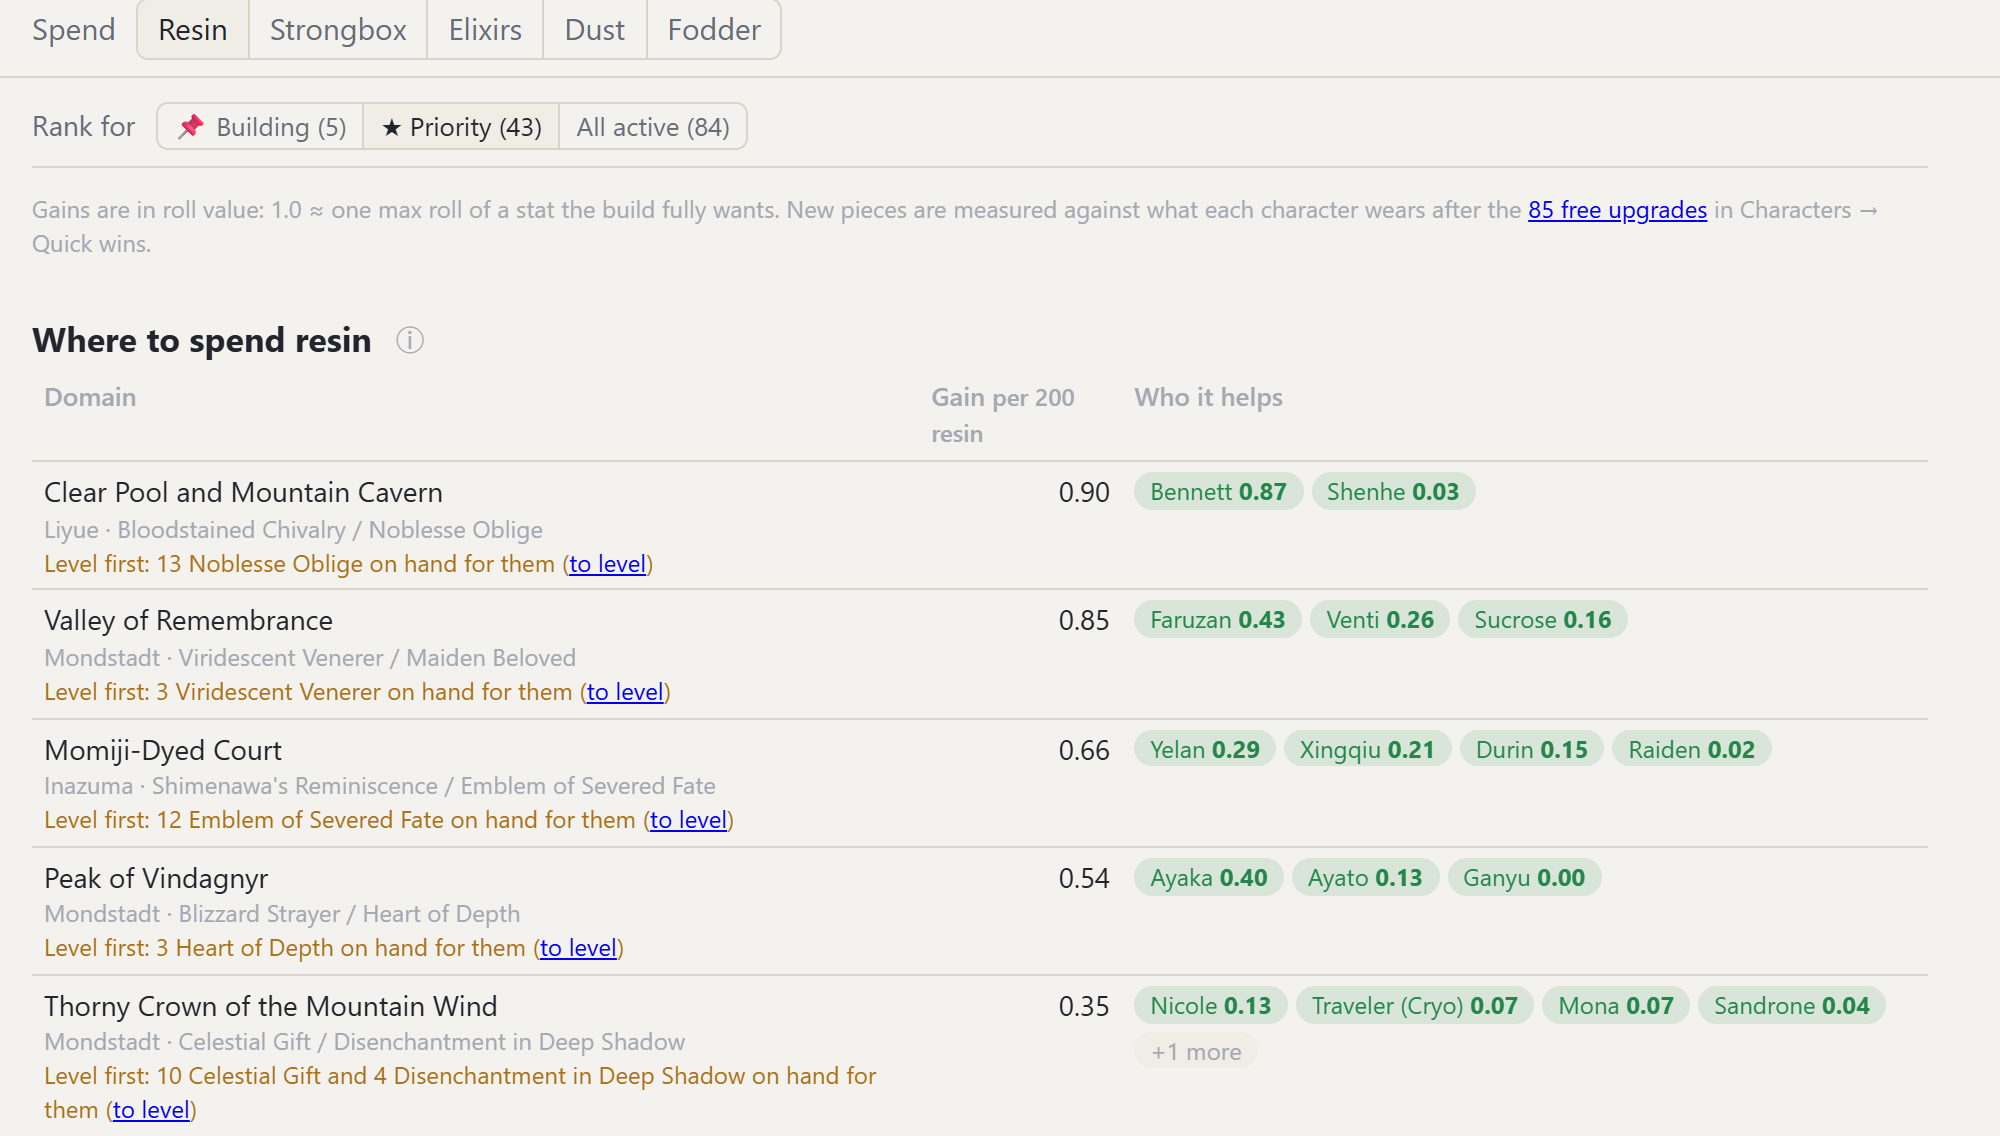 Spend Resin Strongbox Elixirs Dust Fodder
Rank for 📌 Building (5) ★ Priority (43) All active (84)
Gains are in roll value: 1.0 ≈ one max roll of a stat the build fully wants. New pieces are measured against what each character wears after the 85 free upgrades in Characters →
Quick wins.
Where to spend resin ⓘ
Domain Gain per 200 Who it helps
resin
Clear Pool and Mountain Cavern 0.90 Bennett 0.87 Shenhe 0.03
Liyue · Bloodstained Chivalry / Noblesse Oblige
Level first: 13 Noblesse Oblige on hand for them (to level)
Valley of Remembrance 0.85 Faruzan 0.43 Venti 0.26 Sucrose 0.16
Mondstadt · Viridescent Venerer / Maiden Beloved
Level first: 3 Viridescent Venerer on hand for them (to level)
Momiji-Dyed Court 0.66 Yelan 0.29 Xingqiu 0.21 Durin 0.15 Raiden 0.02
Inazuma · Shimenawa's Reminiscence / Emblem of Severed Fate
Level first: 12 Emblem of Severed Fate on hand for them (to level)
Peak of Vindagnyr 0.54 Ayaka 0.40 Ayato 0.13 Ganyu 0.00
Mondstadt · Blizzard Strayer / Heart of Depth
Level first: 3 Heart of Depth on hand for them (to level)
Thorny Crown of the Mountain Wind 0.35 Nicole 0.13 Traveler (Cryo) 0.07 Mona 0.07 Sandrone 0.04
Mondstadt · Celestial Gift / Disenchantment in Deep Shadow +1 more
Level first: 10 Celestial Gift and 4 Disenchantment in Deep Shadow on hand for
them (to level)